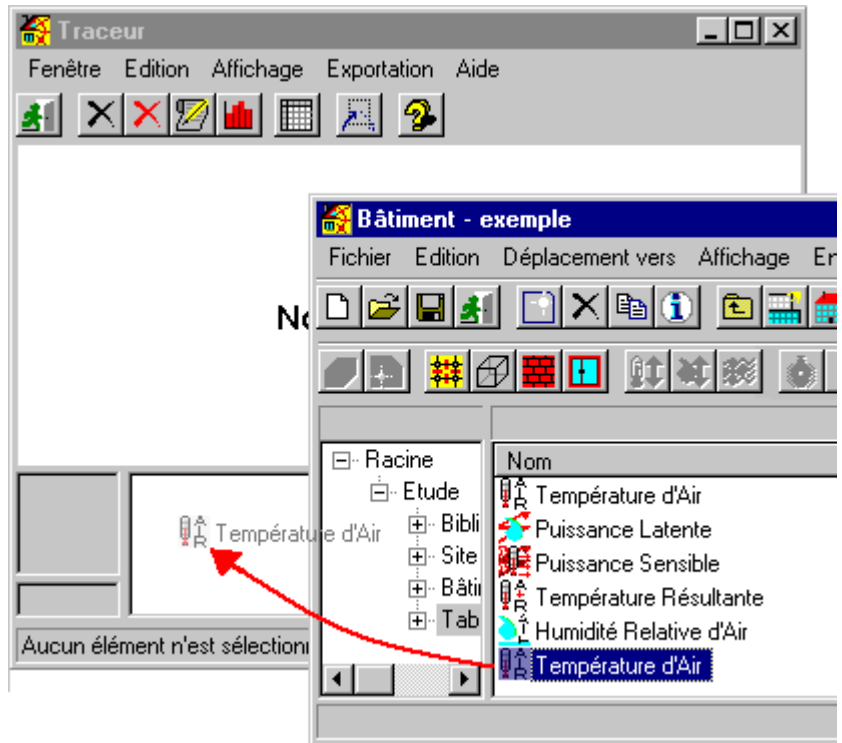 Traceur
Fenêtre Edition Affichage Exportation Aide
Bâtiment - exemple
Fichier Edition Déplacement vers Affichage
Racine
Etude
Site
Nom
Température d'Air
Puissance Latente
Puissance Sensible
Température Résultante
Humidité Relative d'Air
Température d'Air
Température d'Air
Aucun élément n'est